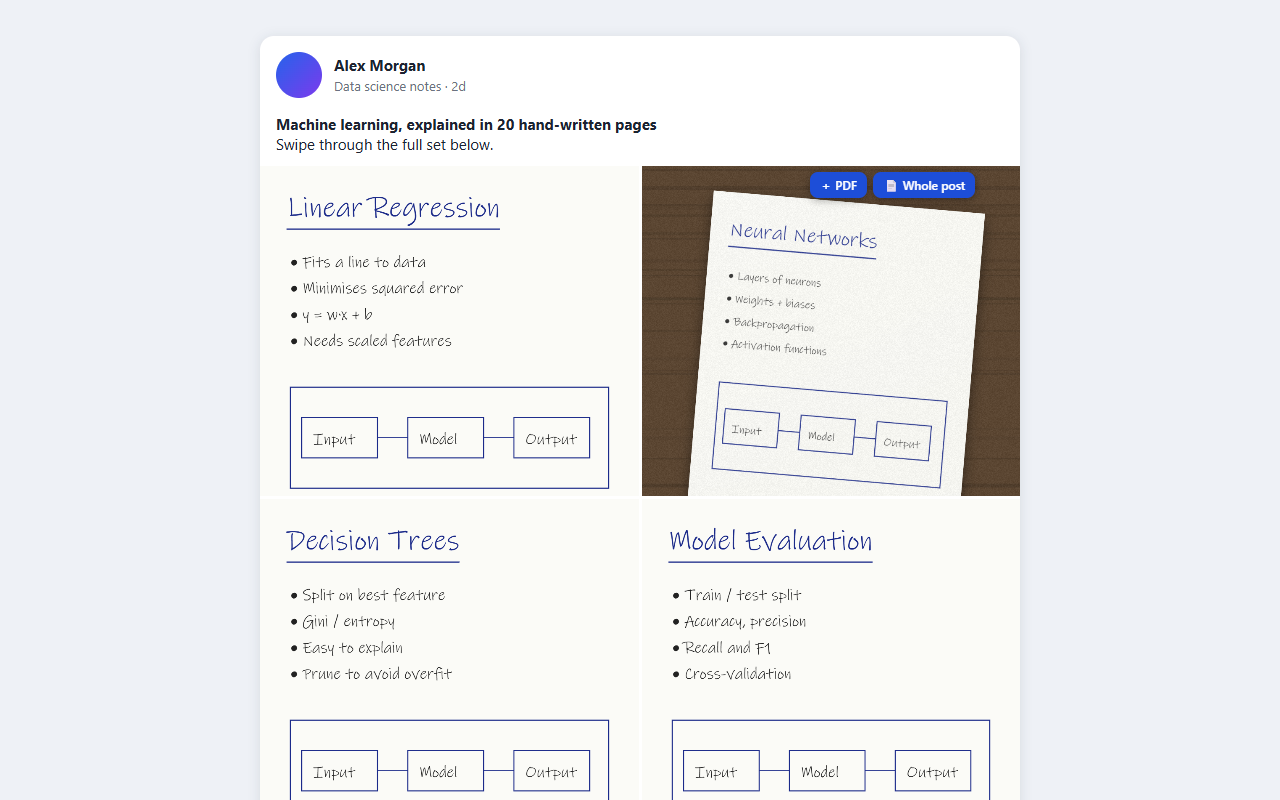 Alex Morgan
Data science notes · 2d
Machine learning, explained in 20 hand-written pages
Swipe through the full set below.
Linear Regression
• Fits a line to data
• Minimises squared error
• y = w·x + b
• Needs scaled features
Input
Model
Output
+ PDF
Whole post
Neural Networks
• Layers of neurons
• Weights + biases
• Backpropagation
• Activation functions
Input
Model
Output
Decision Trees
• Split on best feature
• Gini / entropy
• Easy to explain
• Prune to avoid overfit
Input
Model
Output
Model Evaluation
• Train / test split
• Accuracy, precision
• Recall and F1
• Cross-validation
Input
Model
Output